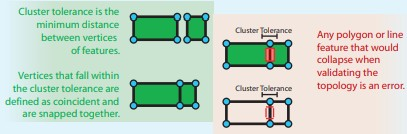 Cluster tolerance is the
minimum distance
between vertices
of features.
Vertices that fall within
the cluster tolerance are
defined as coincident and
are snapped together.
Cluster Tolerance
Cluster Tolerance
Any polygon or line
feature that would
collapse when
validating the
topology is an error.